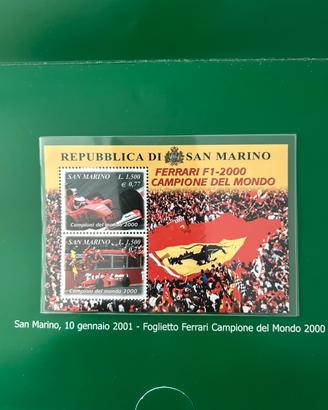 REPUBBLICA DI SAN MARINO
FERRARI F1-2000
CAMPIONE DEL MONDO
SAN MARINO L. 1.500
€ 0,77
Campioni del mondo 2000
SAN MARINO L. 1.500
€ 0,77
Campioni del mondo 2000
San Marino, 10 gennaio 2001 - Foglietto Ferrari Campione del Mondo 2000